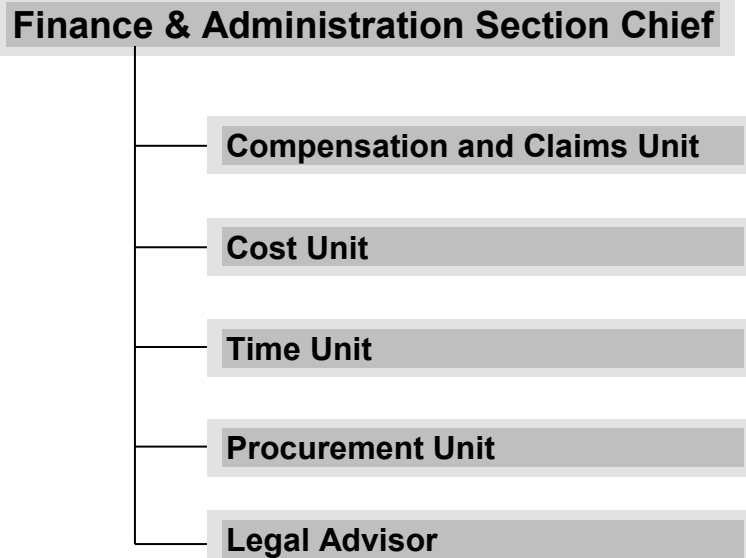 Finance & Administration Section Chief
Compensation and Claims Unit
Cost Unit
Time Unit
Procurement Unit
Legal Advisor